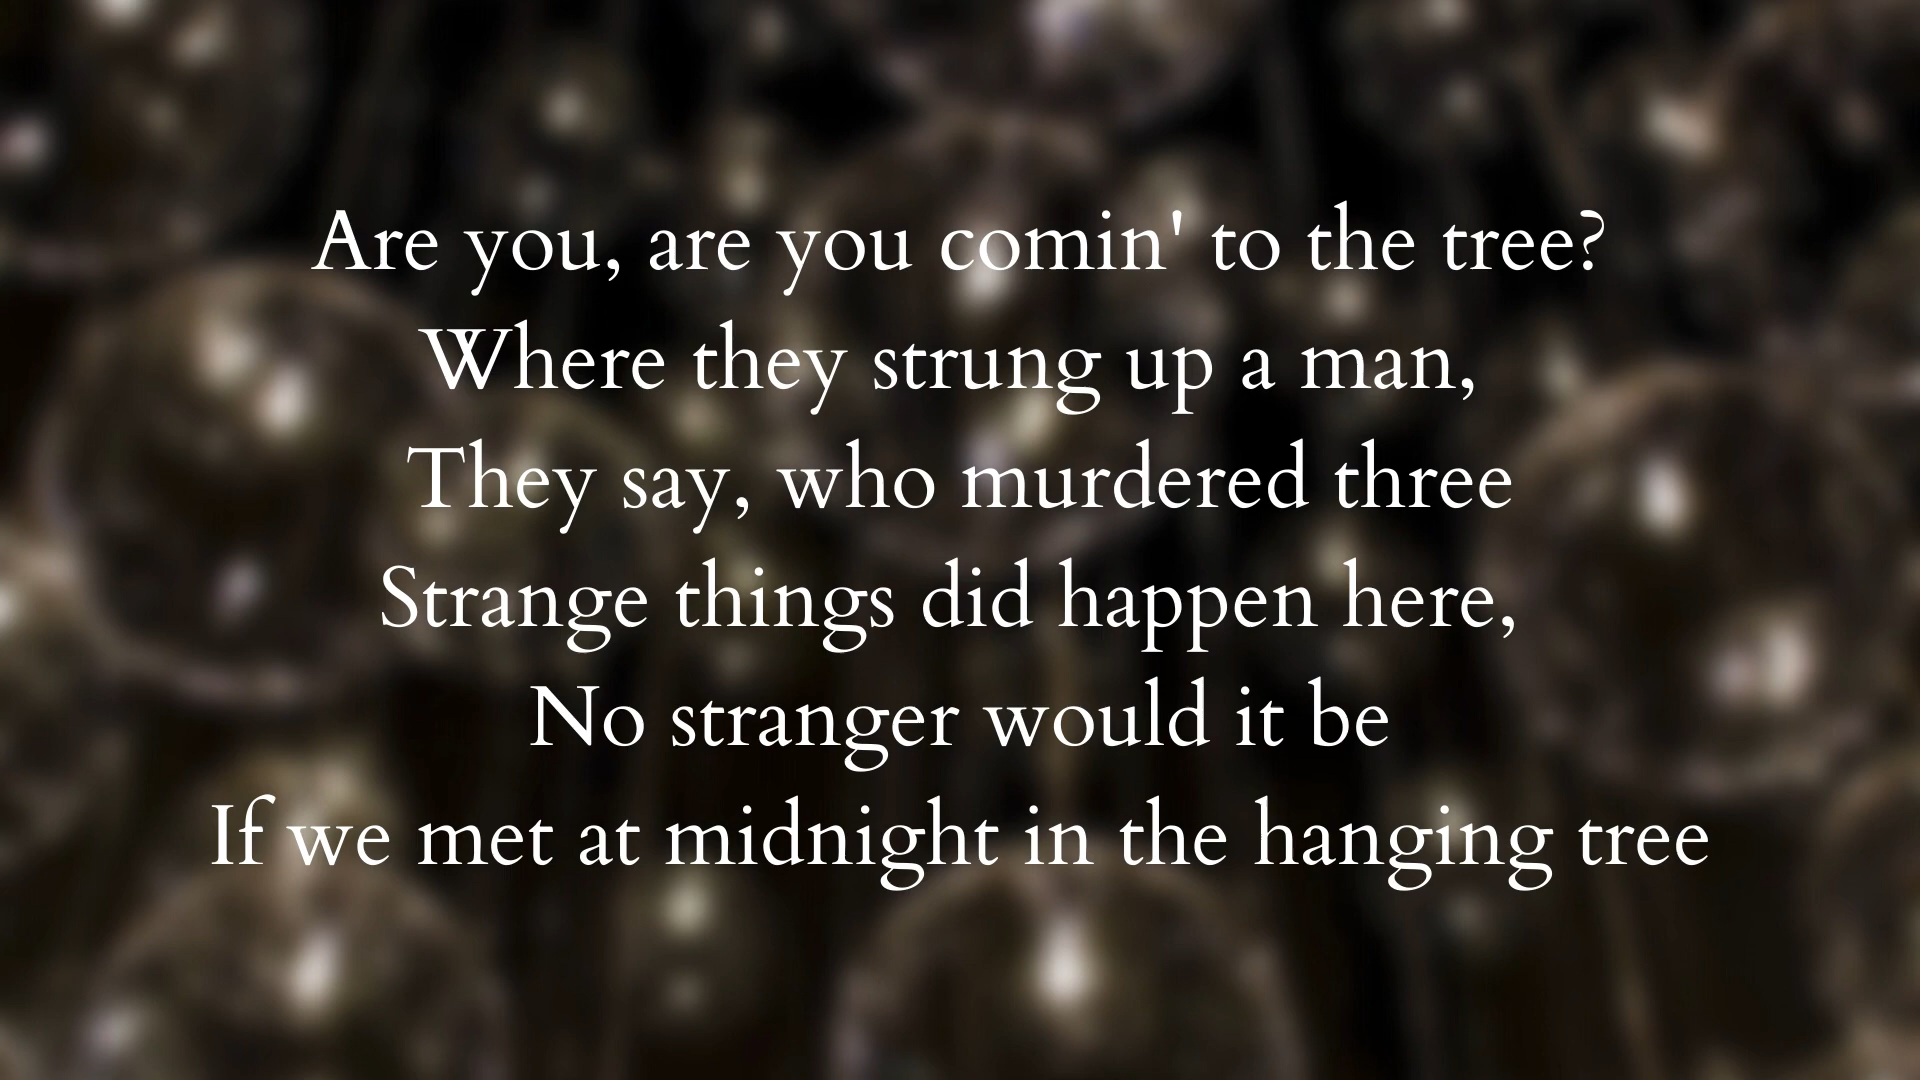 Are you, are you comin' to the tree?
Where they strung up a man,
They say, who murdered three
Strange things did happen here,
No stranger would it be
If we met at midnight in the hanging tree